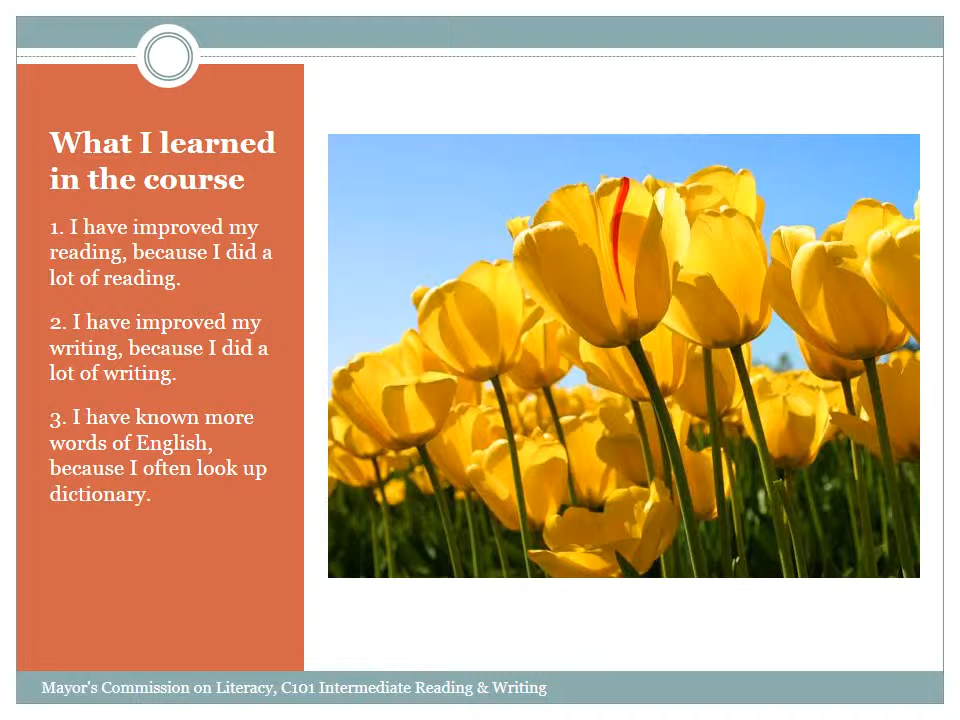 What I learned
in the course
1. I have improved my
reading, because I did a
lot of reading.
2. I have improved my
writing, because I did a
lot of writing.
3. I have known more
words of English,
because I often look up
dictionary.
Mayor's Commission on Literacy, C101 Intermediate Reading & Writing